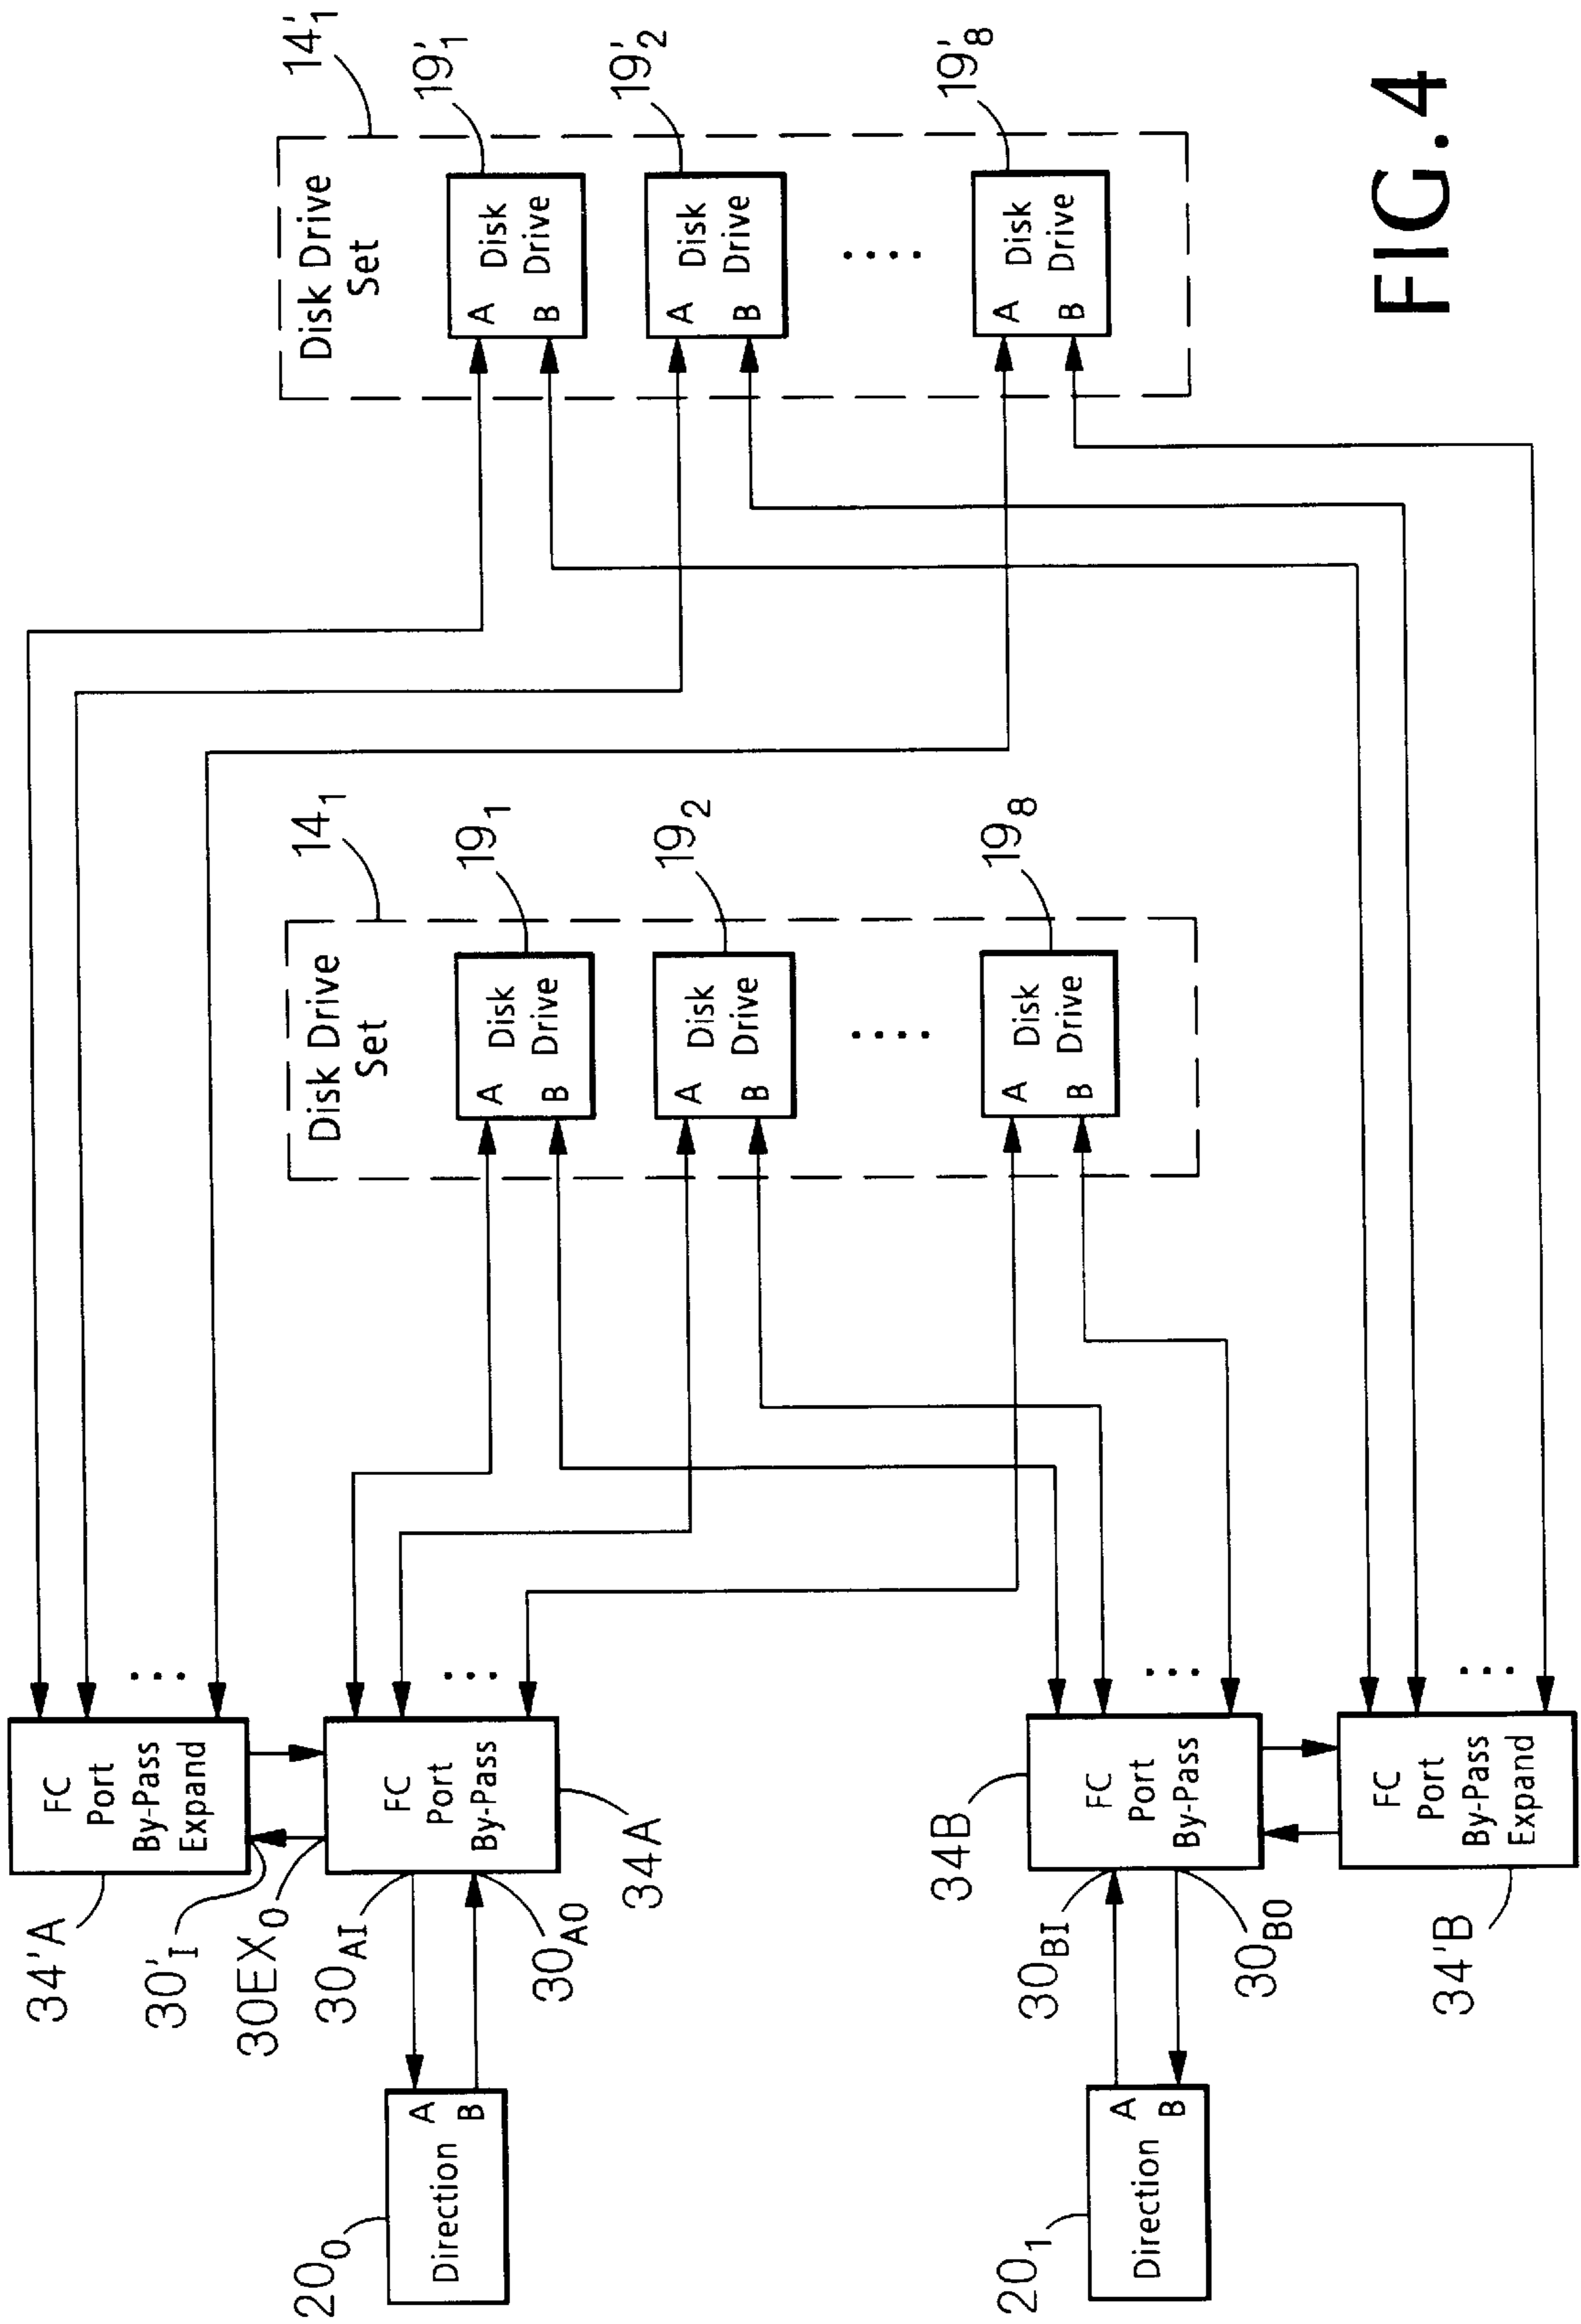 14'1
Disk Drive
Set
19'1
A Disk
B Drive
19'2
A Disk
B Drive
....
19'8
A Disk
B Drive
141
Disk Drive
Set
191
A Disk
B Drive
192
A Disk
B Drive
....
198
A Disk
B Drive
34'A
FC
Port
By-Pass
Expand
...
30'I
30EX0
30AI
FC
Port
By-Pass
...
34A
30AO
200
Direction
A
B
34B
FC
Port
By-Pass
...
30BI
30BO
201
Direction
A
B
FC
Port
By-Pass
Expand
...
34'B
FIG.4